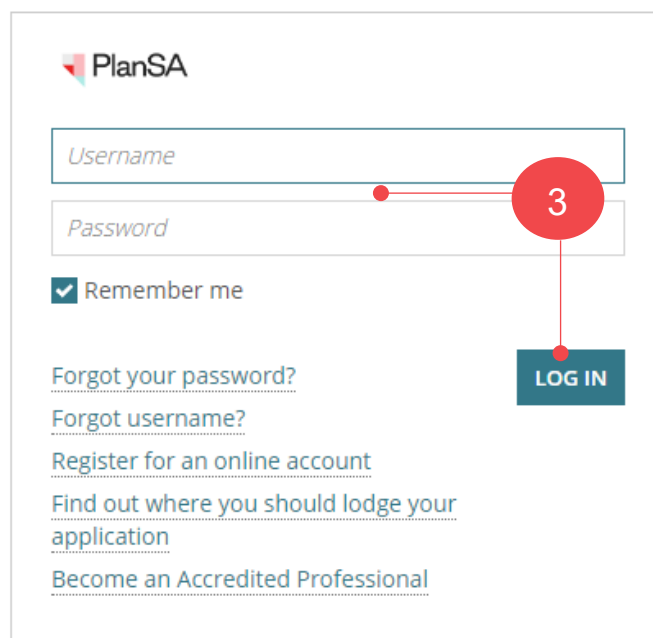 PlanSA
Username
3
Password
Remember me
Forgot your password?
LOG IN
Forgot username?
Register for an online account
Find out where you should lodge your
application
Become an Accredited Professional